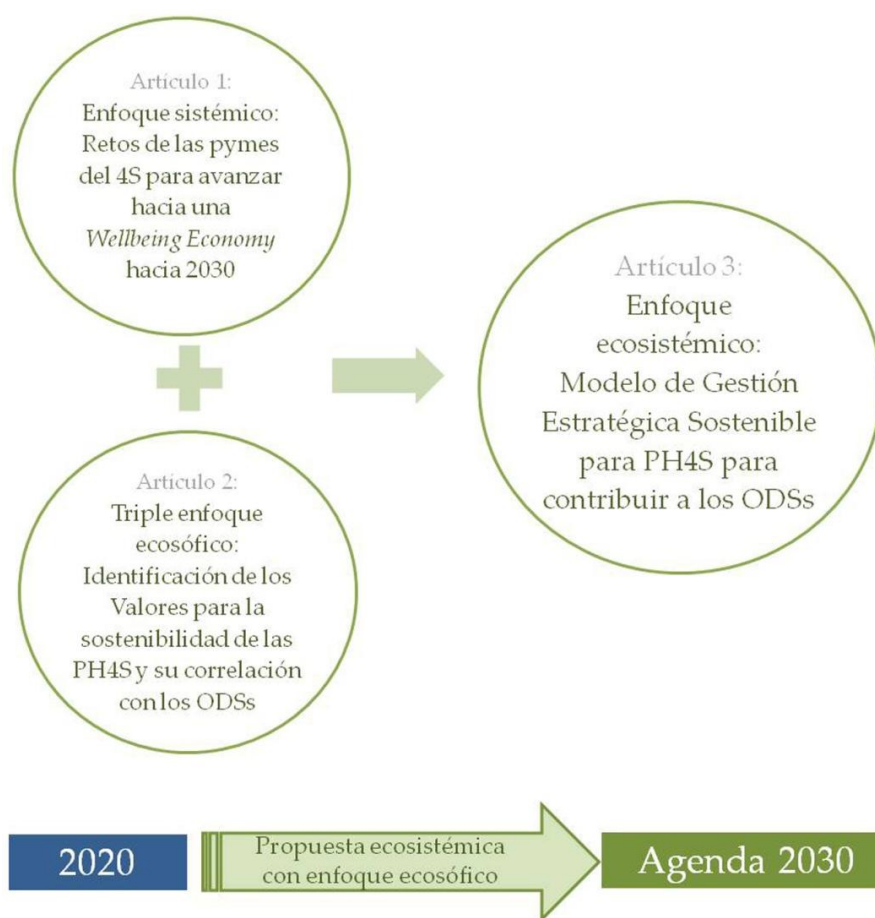 Artículo 1:
Enfoque sistémico:
Retos de las pymes
del 4S para avanzar
hacia una
Wellbeing Economy
hacia 2030
Artículo 2:
Triple enfoque
ecosófico:
Identificación de los
Valores para la
sostenibilidad de las
PH4S y su correlación
con los ODSs
Artículo 3:
Enfoque
ecosistémico:
Modelo de Gestión
Estratégica Sostenible
para PH4S para
contribuir a los ODSs
2020
Propuesta ecosistémica
con enfoque ecosófico
Agenda 2030